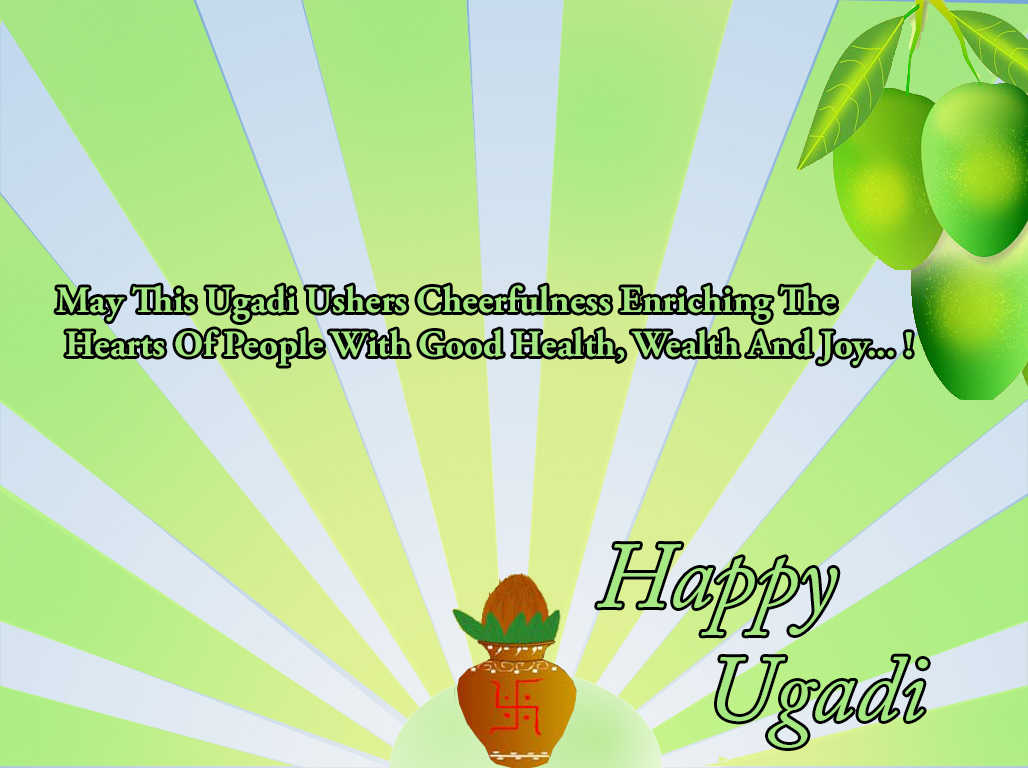 May This Ugadi Ushers Cheerfulness Enriching The
Hearts Of People With Good Health, Wealth And Joy... !
Happy
Ugadi